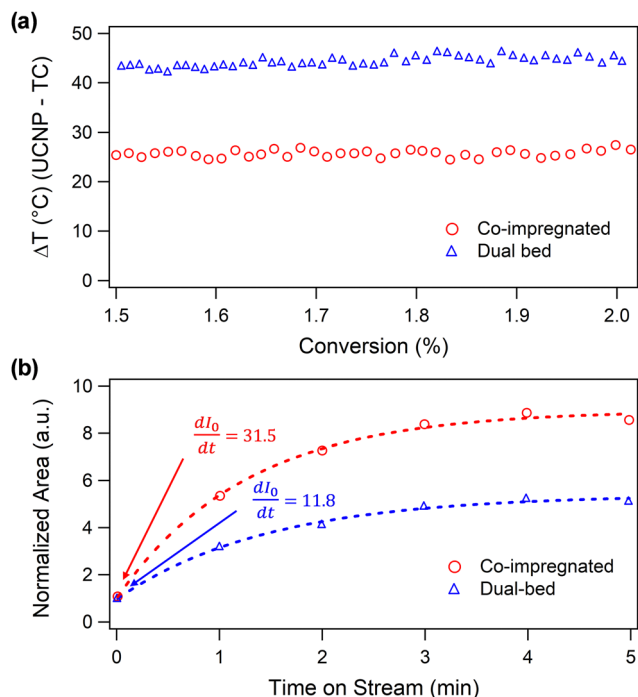 (a)
50
40
30
20
10
0
ΔT (°C) (UCNP - TC)
Co-impregnated
Dual bed
1.5 1.6 1.7 1.8 1.9 2.0
Conversion (%)
(b)
10
8
6
4
2
0
Normalized Area (a.u.)
dI₀/dt = 31.5
dI₀/dt = 11.8
Co-impregnated
Dual-bed
0 1 2 3 4 5
Time on Stream (min)